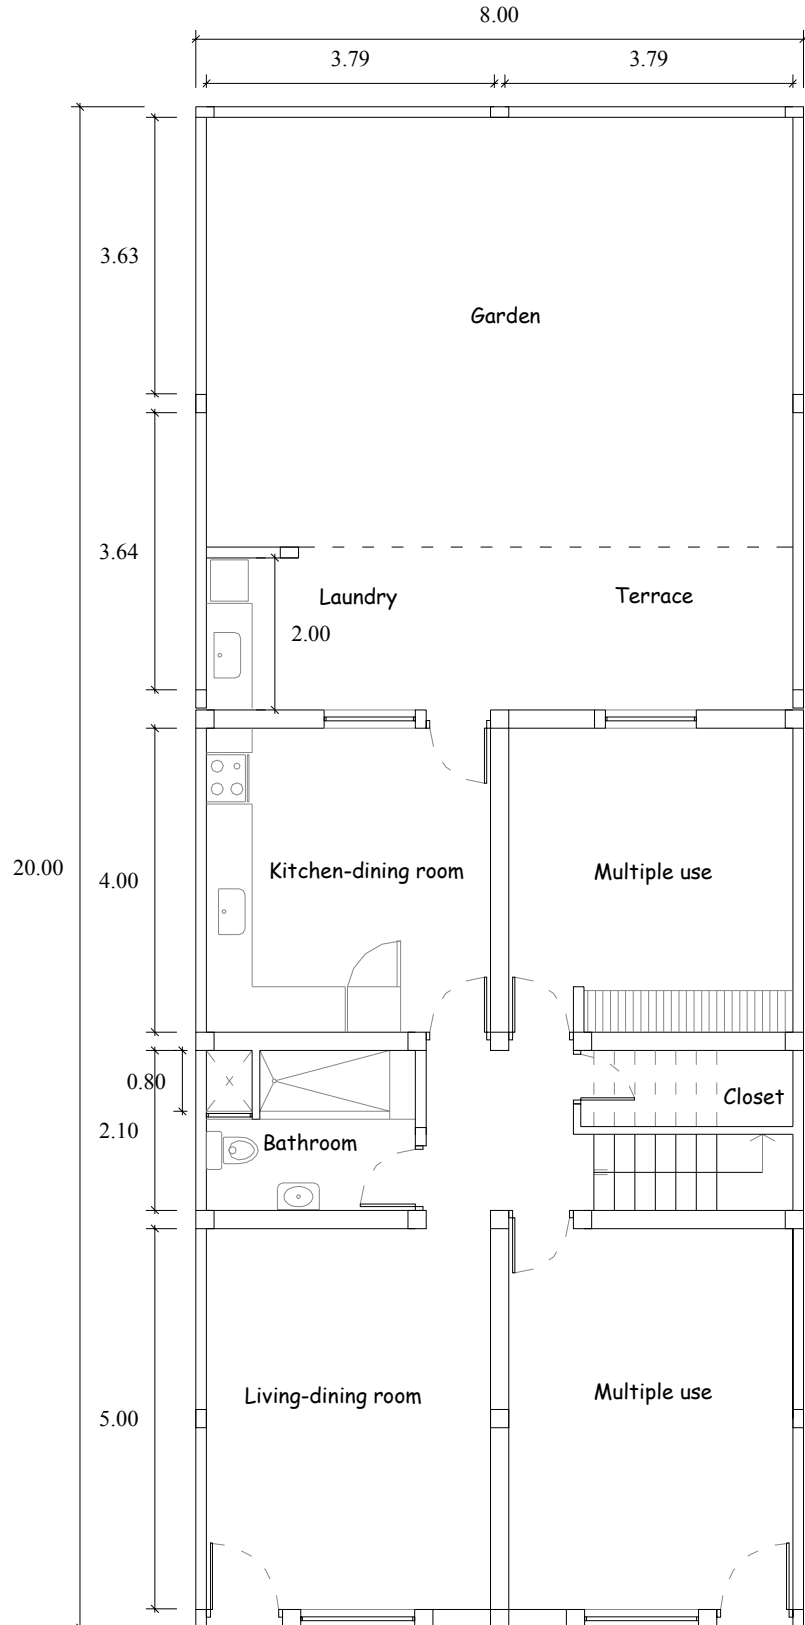 8.00
3.79 3.79
3.63
Garden
3.64
Laundry Terrace
2.00
20.00
4.00
Kitchen-dining room Multiple use
0.80
Closet
2.10
Bathroom
Living-dining room Multiple use
5.00